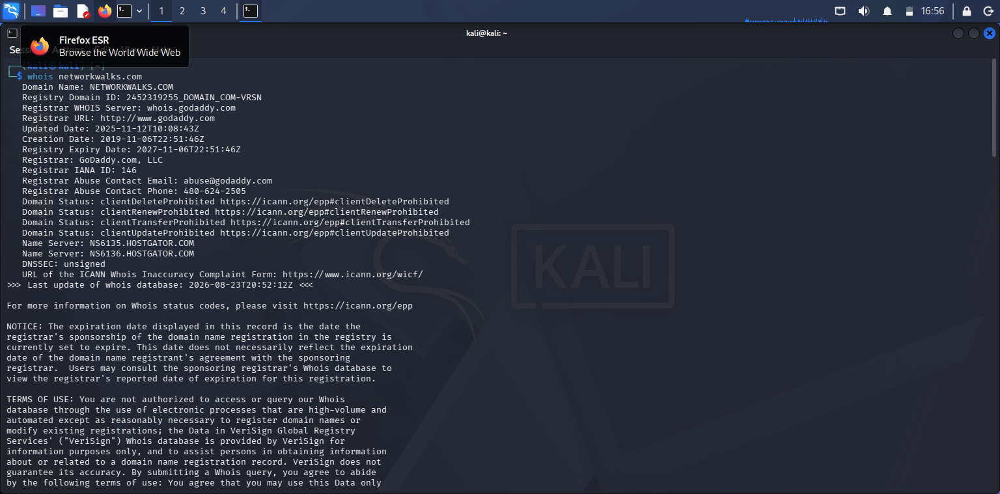 1 2 3 4 16:56
kali@kali: ~
Firefox ESR
Browse the World Wide Web
(kali㉿kali)-[~]
$ whois networkwalks.com
Domain Name: NETWORKWALKS.COM
Registry Domain ID: 2452319255_DOMAIN_COM-VRSN
Registrar WHOIS Server: whois.godaddy.com
Registrar URL: http://www.godaddy.com
Updated Date: 2025-11-12T10:08:43Z
Creation Date: 2019-11-06T22:51:46Z
Registry Expiry Date: 2027-11-06T22:51:46Z
Registrar: GoDaddy.com, LLC
Registrar IANA ID: 146
Registrar Abuse Contact Email: abuse@godaddy.com
Registrar Abuse Contact Phone: 480-624-2505
Domain Status: clientDeleteProhibited https://icann.org/epp#clientDeleteProhibited
Domain Status: clientRenewProhibited https://icann.org/epp#clientRenewProhibited
Domain Status: clientTransferProhibited https://icann.org/epp#clientTransferProhibited
Domain Status: clientUpdateProhibited https://icann.org/epp#clientUpdateProhibited
Name Server: NS6135.HOSTGATOR.COM
Name Server: NS6136.HOSTGATOR.COM
DNSSEC: unsigned
URL of the ICANN Whois Inaccuracy Complaint Form: https://www.icann.org/wicf/
>>> Last update of whois database: 2026-08-23T20:52:12Z <<<
For more information on Whois status codes, please visit https://icann.org/epp
NOTICE: The expiration date displayed in this record is the date the
registrar's sponsorship of the domain name registration in the registry is
currently set to expire. This date does not necessarily reflect the expiration
date of the domain name registrant's agreement with the sponsoring
registrar.  Users may consult the sponsoring registrar's Whois database to
view the registrar's reported date of expiration for this registration.
TERMS OF USE: You are not authorized to access or query our Whois
database through the use of electronic processes that are high-volume and
automated except as reasonably necessary to register domain names or
modify existing registrations; the Data in VeriSign Global Registry
Services' ("VeriSign") Whois database is provided by VeriSign for
information purposes only, and to assist persons in obtaining information
about or related to a domain name registration record. VeriSign does not
guarantee its accuracy. By submitting a Whois query, you agree to abide
by the following terms of use: You agree that you may use this Data only
KALI